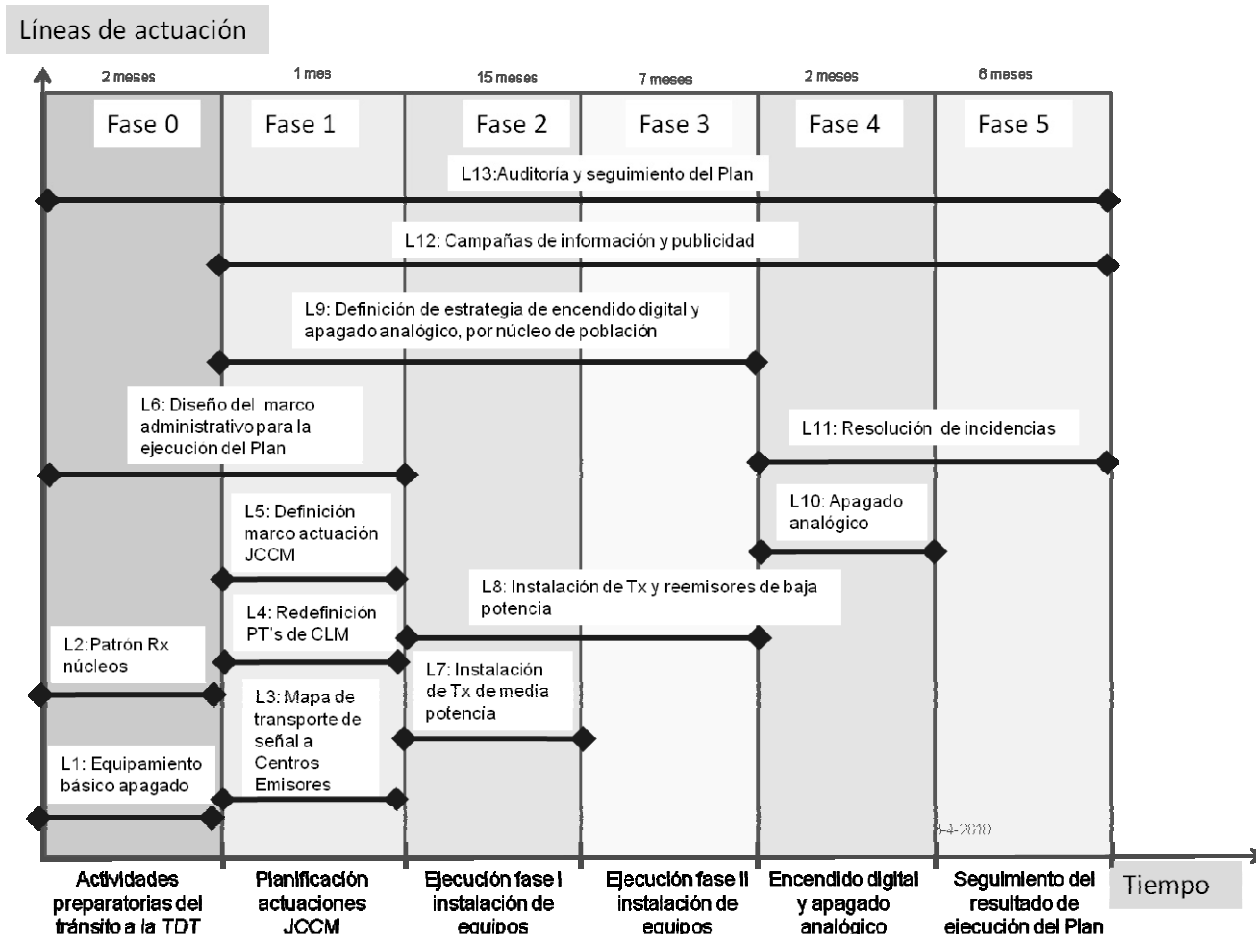 Líneas de actuación
2 meses
1 mes
15 meses
7 meses
2 meses
6 meses
Fase 0
Fase 1
Fase 2
Fase 3
Fase 4
Fase 5
L13:Auditoría y seguimiento del Plan
L12: Campañas de información y publicidad
L9: Definición de estrategia de encendido digital y
apagado analógico, por núcleo de población
L6: Diseño del marco
administrativo para la
ejecución del Plan
L11: Resolución de incidencias
L5: Definición
marco actuación
JCCM
L10: Apagado
analógico
L8: Instalación de Tx y reemisores de baja
potencia
L4: Redefinición
PT's de CLM
L2:Patrón Rx
núcleos
L7: Instalación
de Tx de media
potencia
L3: Mapa de
transporte de
señal a
Centros
Emisores
L1: Equipamiento
básico apagado
-4-2010
Actividades
preparatorias del
tránsito a la TDT
Planificación
actuaciones
JCCM
Ejecución fase I
instalación de
equipos
Ejecución fase II
instalación de
equipos
Encendido digital
y apagado
analógico
Seguimiento del
resultado de
ejecución del Plan
Tiempo